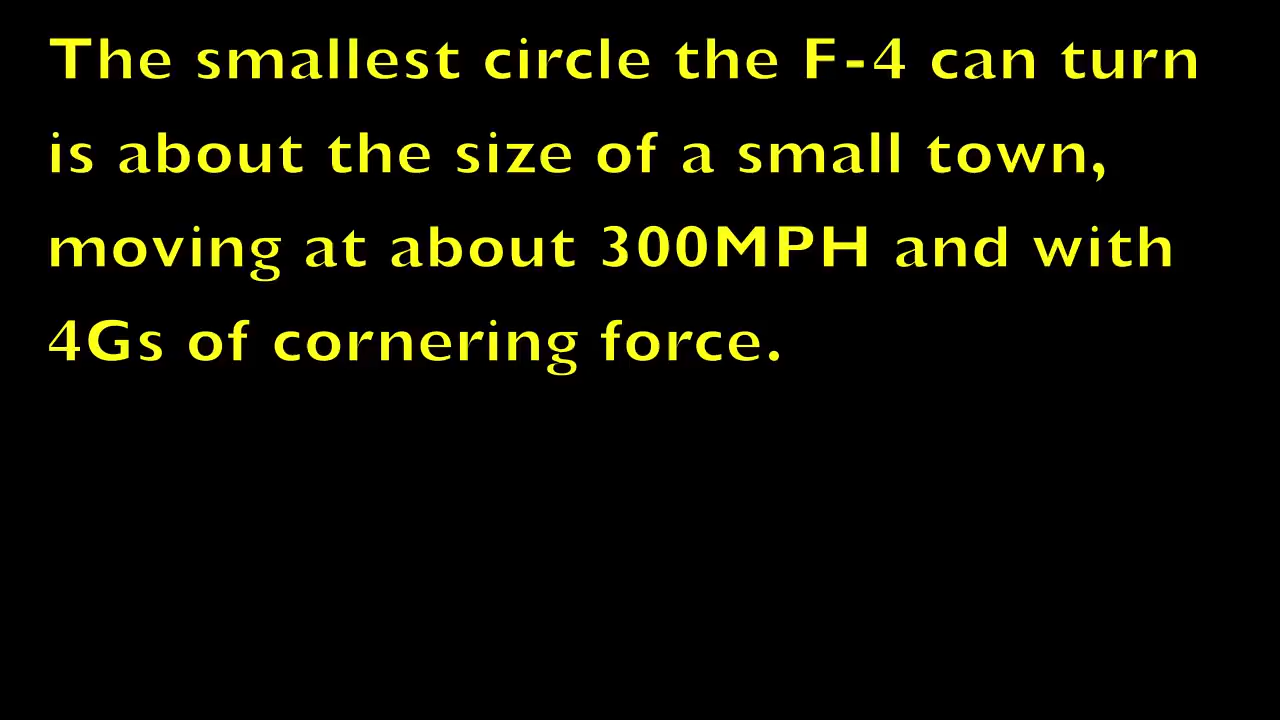 The smallest circle the F-4 can turn
is about the size of a small town,
moving at about 300MPH and with
4Gs of cornering force.